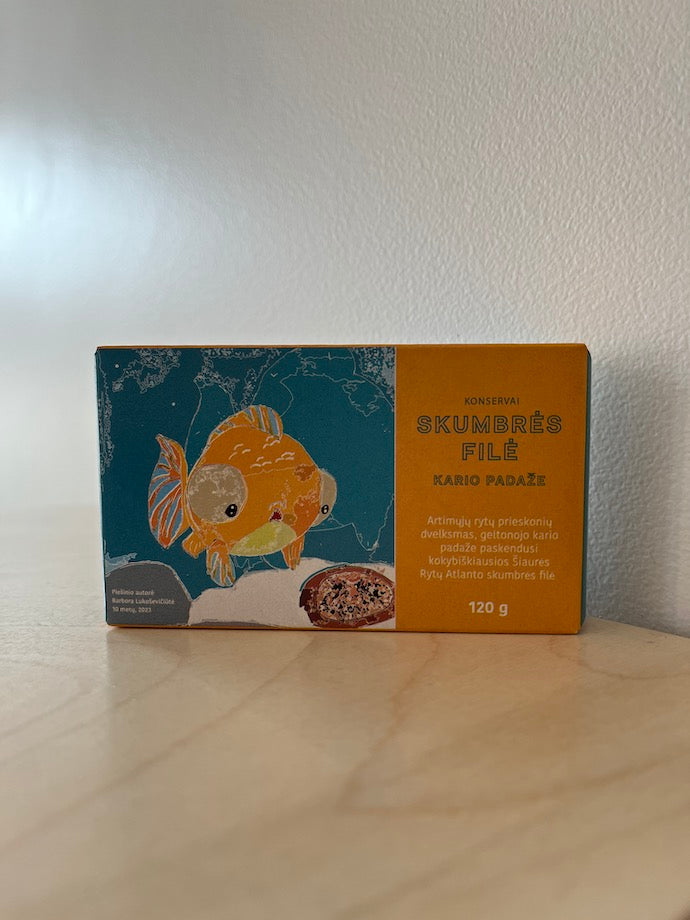 KONSERVAI
SKUMBRĖS
FILĖ
KARIO PADAŽE
Artimųjų rytų prieskonių
dvelksmas, geltonojo kario
padaže paskendusi
kokybiškiausios Šiaurės
Rytų Atlanto skumbrės filė
120 g
Piešinio autorė
Barbora Lukoševičiūtė
10 metų, 2023